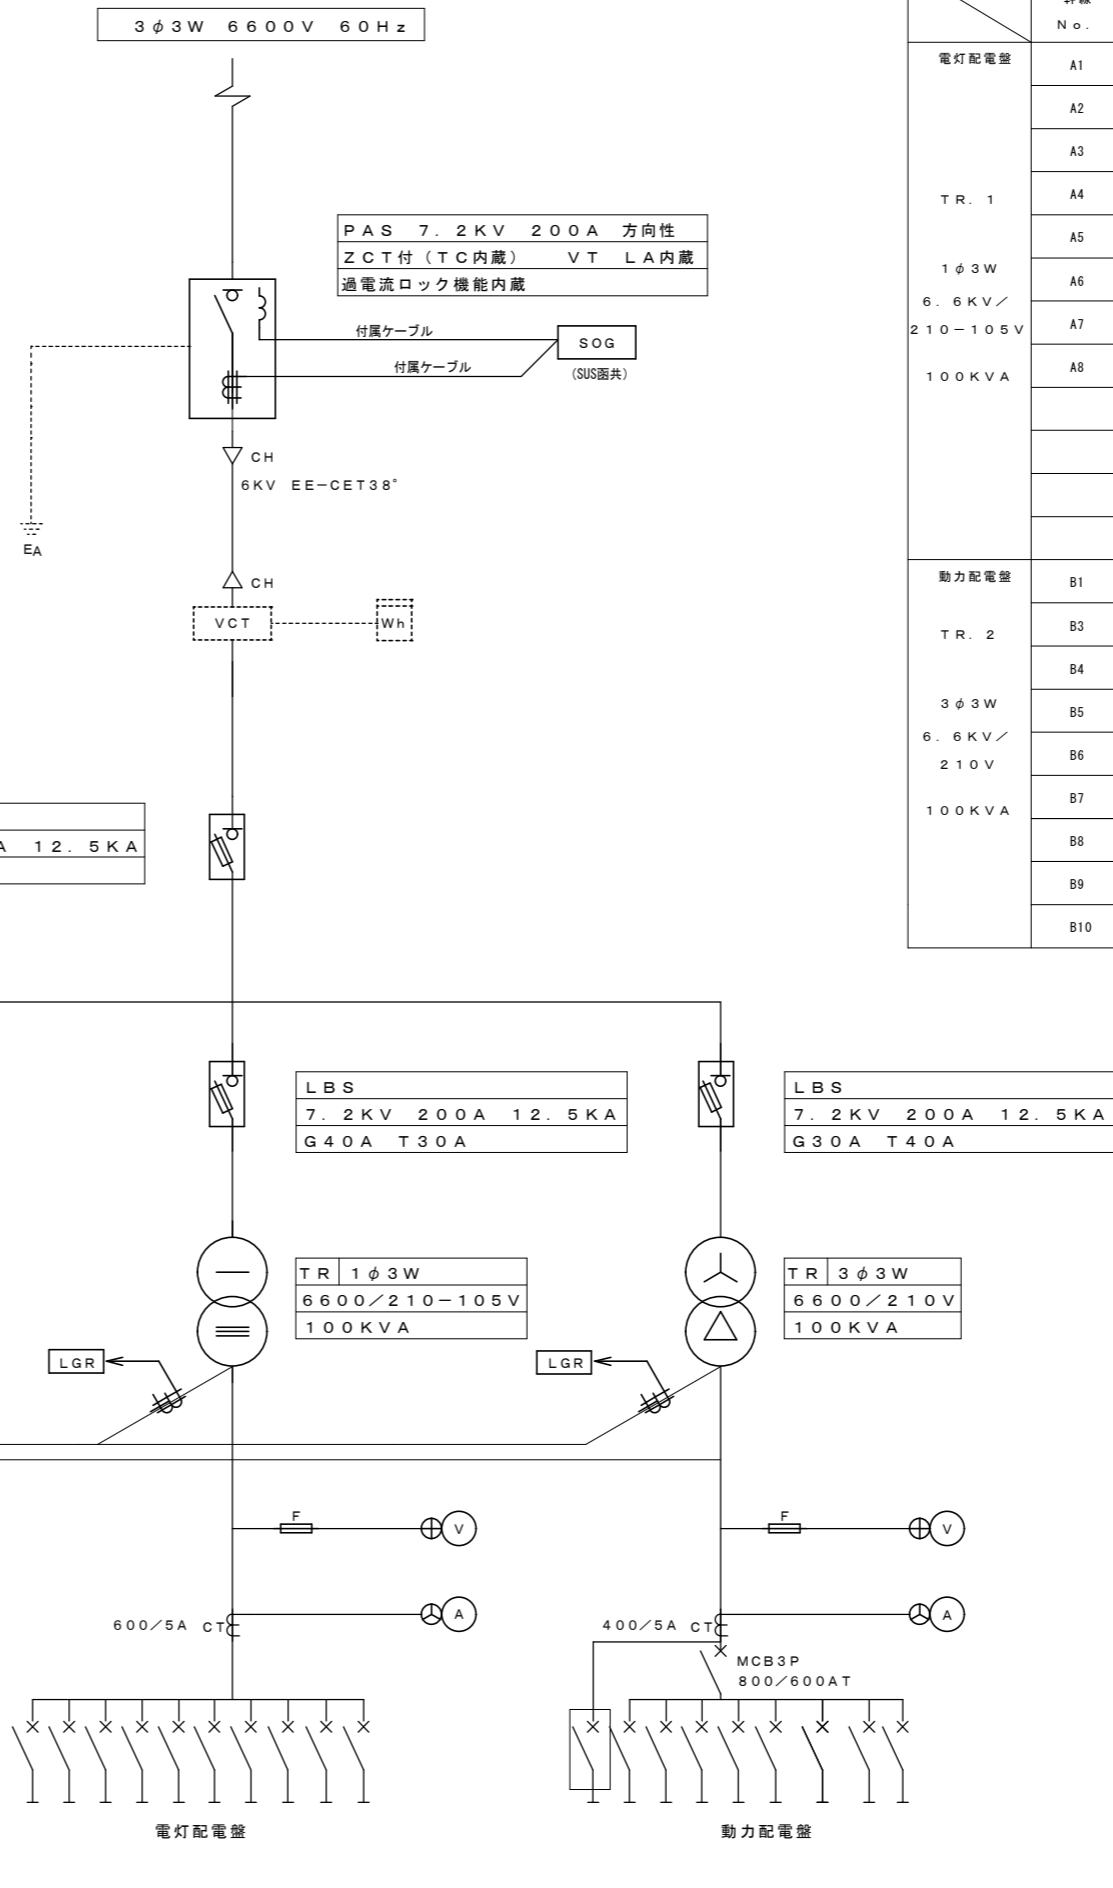 3φ3W 6600V 60Hz
PAS 7.2KV 200A 方向性
ZCT付(TC内蔵) VT LA内蔵
過電流ロック機能内蔵
付属ケーブル
付属ケーブル
SOG
(SUS函共)
CH
6KV EE-CET38°
EA
CH
VCT
Wh
A 12.5KA
LBS
7.2KV 200A 12.5KA
G40A T30A
LBS
7.2KV 200A 12.5KA
G30A T40A
TR 1φ3W
6600/210-105V
100KVA
TR 3φ3W
6600/210V
100KVA
LGR
LGR
F
V
F
V
600/5A CT
A
400/5A CT
A
MCB3P
800/600AT
電灯配電盤
動力配電盤
幹線
No.
電灯配電盤
TR. 1
1φ3W
6.6KV/
210-105V
100KVA
A1
A2
A3
A4
A5
A6
A7
A8
動力配電盤
TR. 2
3φ3W
6.6KV/
210V
100KVA
B1
B3
B4
B5
B6
B7
B8
B9
B10